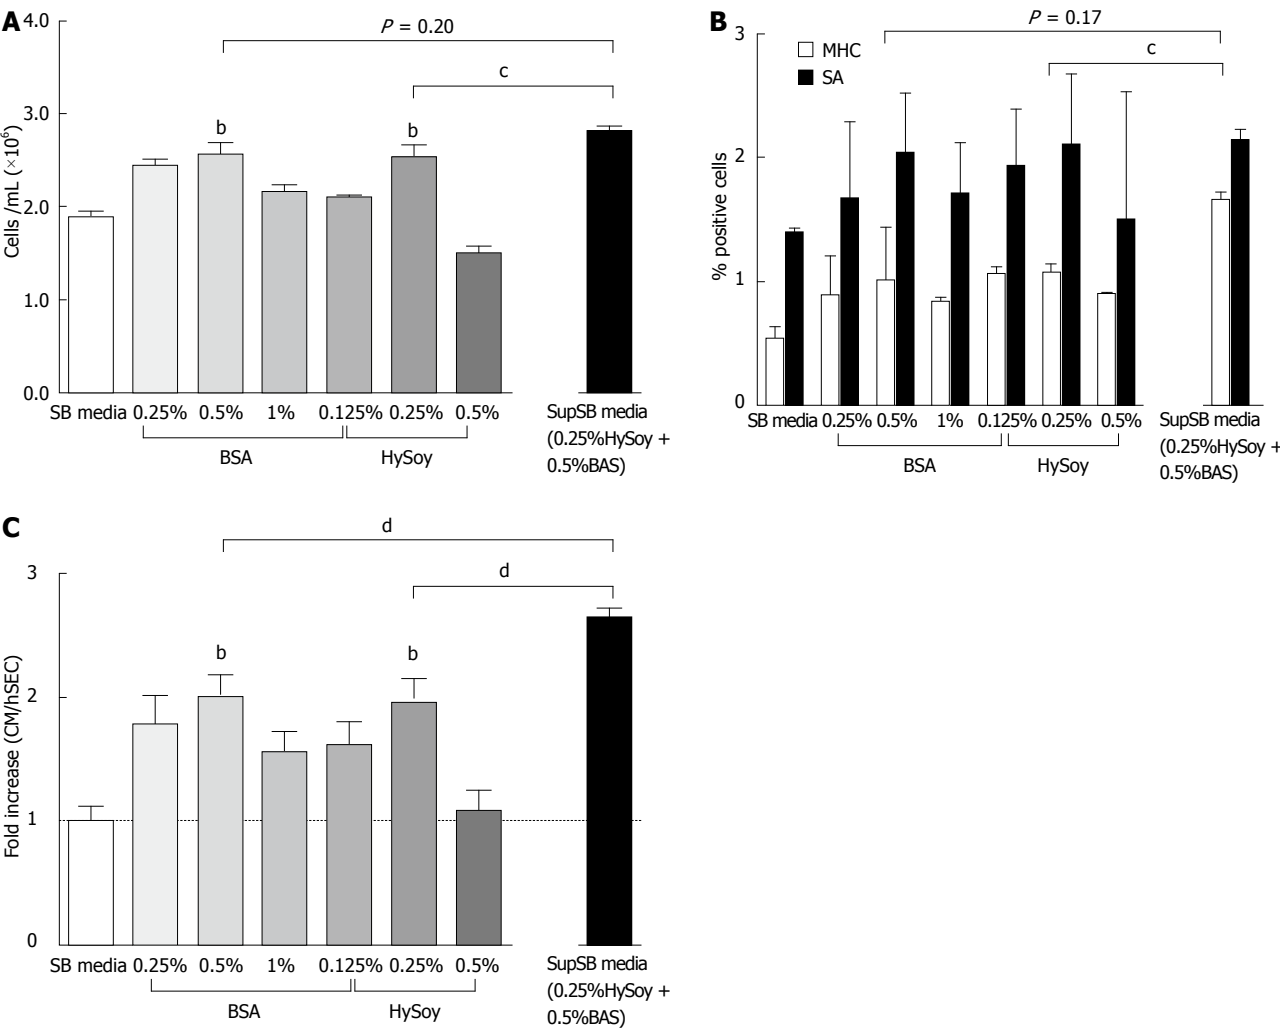 A
4.0
3.0
2.0
1.0
0.0
Cells /mL (×10⁶)
P = 0.20
c
b
b
SB media 0.25% 0.5% 1% 0.125% 0.25% 0.5%
BSA
HySoy
SupSB media
(0.25%HySoy +
0.5%BAS)
B
3
2
1
0
% positive cells
MHC
SA
P = 0.17
c
SB media 0.25% 0.5% 1% 0.125% 0.25% 0.5%
BSA
HySoy
SupSB media
(0.25%HySoy +
0.5%BAS)
C
3
2
1
0
Fold increase (CM/hSEC)
d
d
b
b
SB media 0.25% 0.5% 1% 0.125% 0.25% 0.5%
BSA
HySoy
SupSB media
(0.25%HySoy +
0.5%BAS)